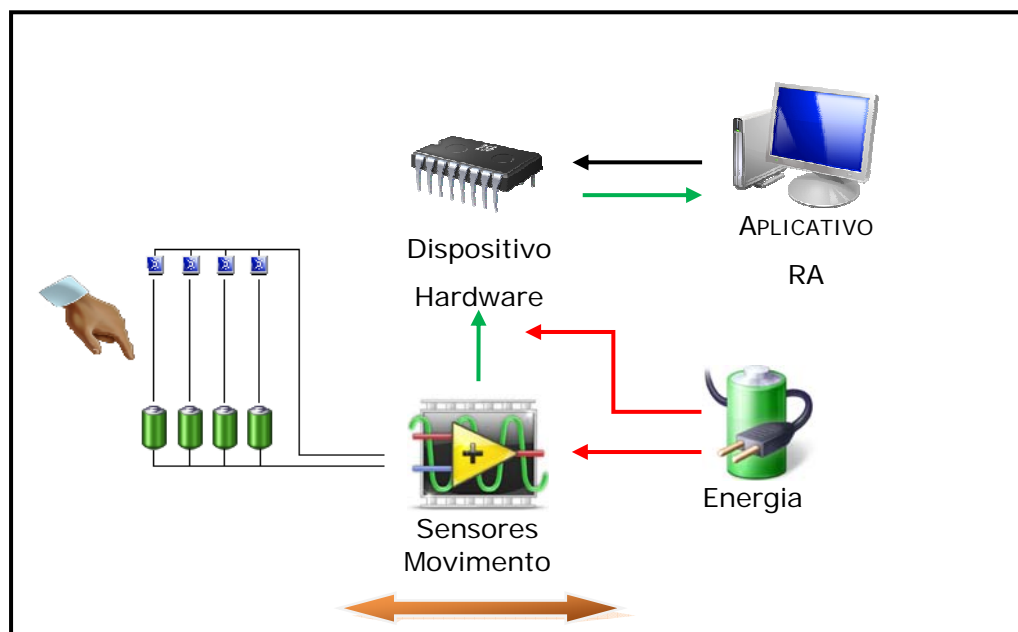 Dispositivo
Hardware
APLICATIVO
RA
Sensores
Movimento
Energia